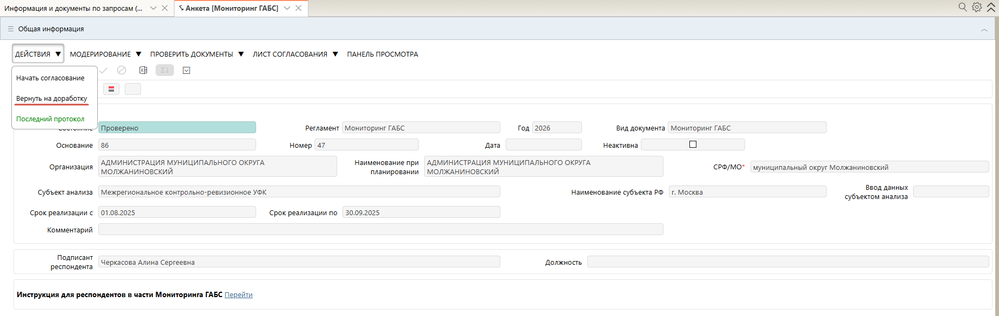 Информация и документы по запросам (...
Анкета [Мониторинг ГАБС]
Общая информация
ДЕЙСТВИЯ ▼ МОДЕРИРОВАНИЕ ▼ ПРОВЕРИТЬ ДОКУМЕНТЫ ▼ ЛИСТ СОГЛАСОВАНИЯ ▼ ПАНЕЛЬ ПРОСМОТРА
Начать согласование
Вернуть на доработку
Последний протокол
Состояние Проверено Регламент Мониторинг ГАБС Год 2026 Вид документа Мониторинг ГАБС
Основание 86 Номер 47 Дата Неактивна
Организация АДМИНИСТРАЦИЯ МУНИЦИПАЛЬНОГО ОКРУГА
МОЛЖАНИНОВСКИЙ
Наименование при
планировании
АДМИНИСТРАЦИЯ МУНИЦИПАЛЬНОГО ОКРУГА
МОЛЖАНИНОВСКИЙ
СРФ/МО* муниципальный округ Молжаниновский
Субъект анализа Межрегиональное контрольно-ревизионное УФК Наименование субъекта РФ г. Москва
Ввод данных
субъектом анализа
Срок реализации с 01.08.2025 Срок реализации по 30.09.2025
Комментарий
Подписант
респондента
Черкасова Алина Сергеевна Должность
Инструкция для респондентов в части Мониторинга ГАБС Перейти